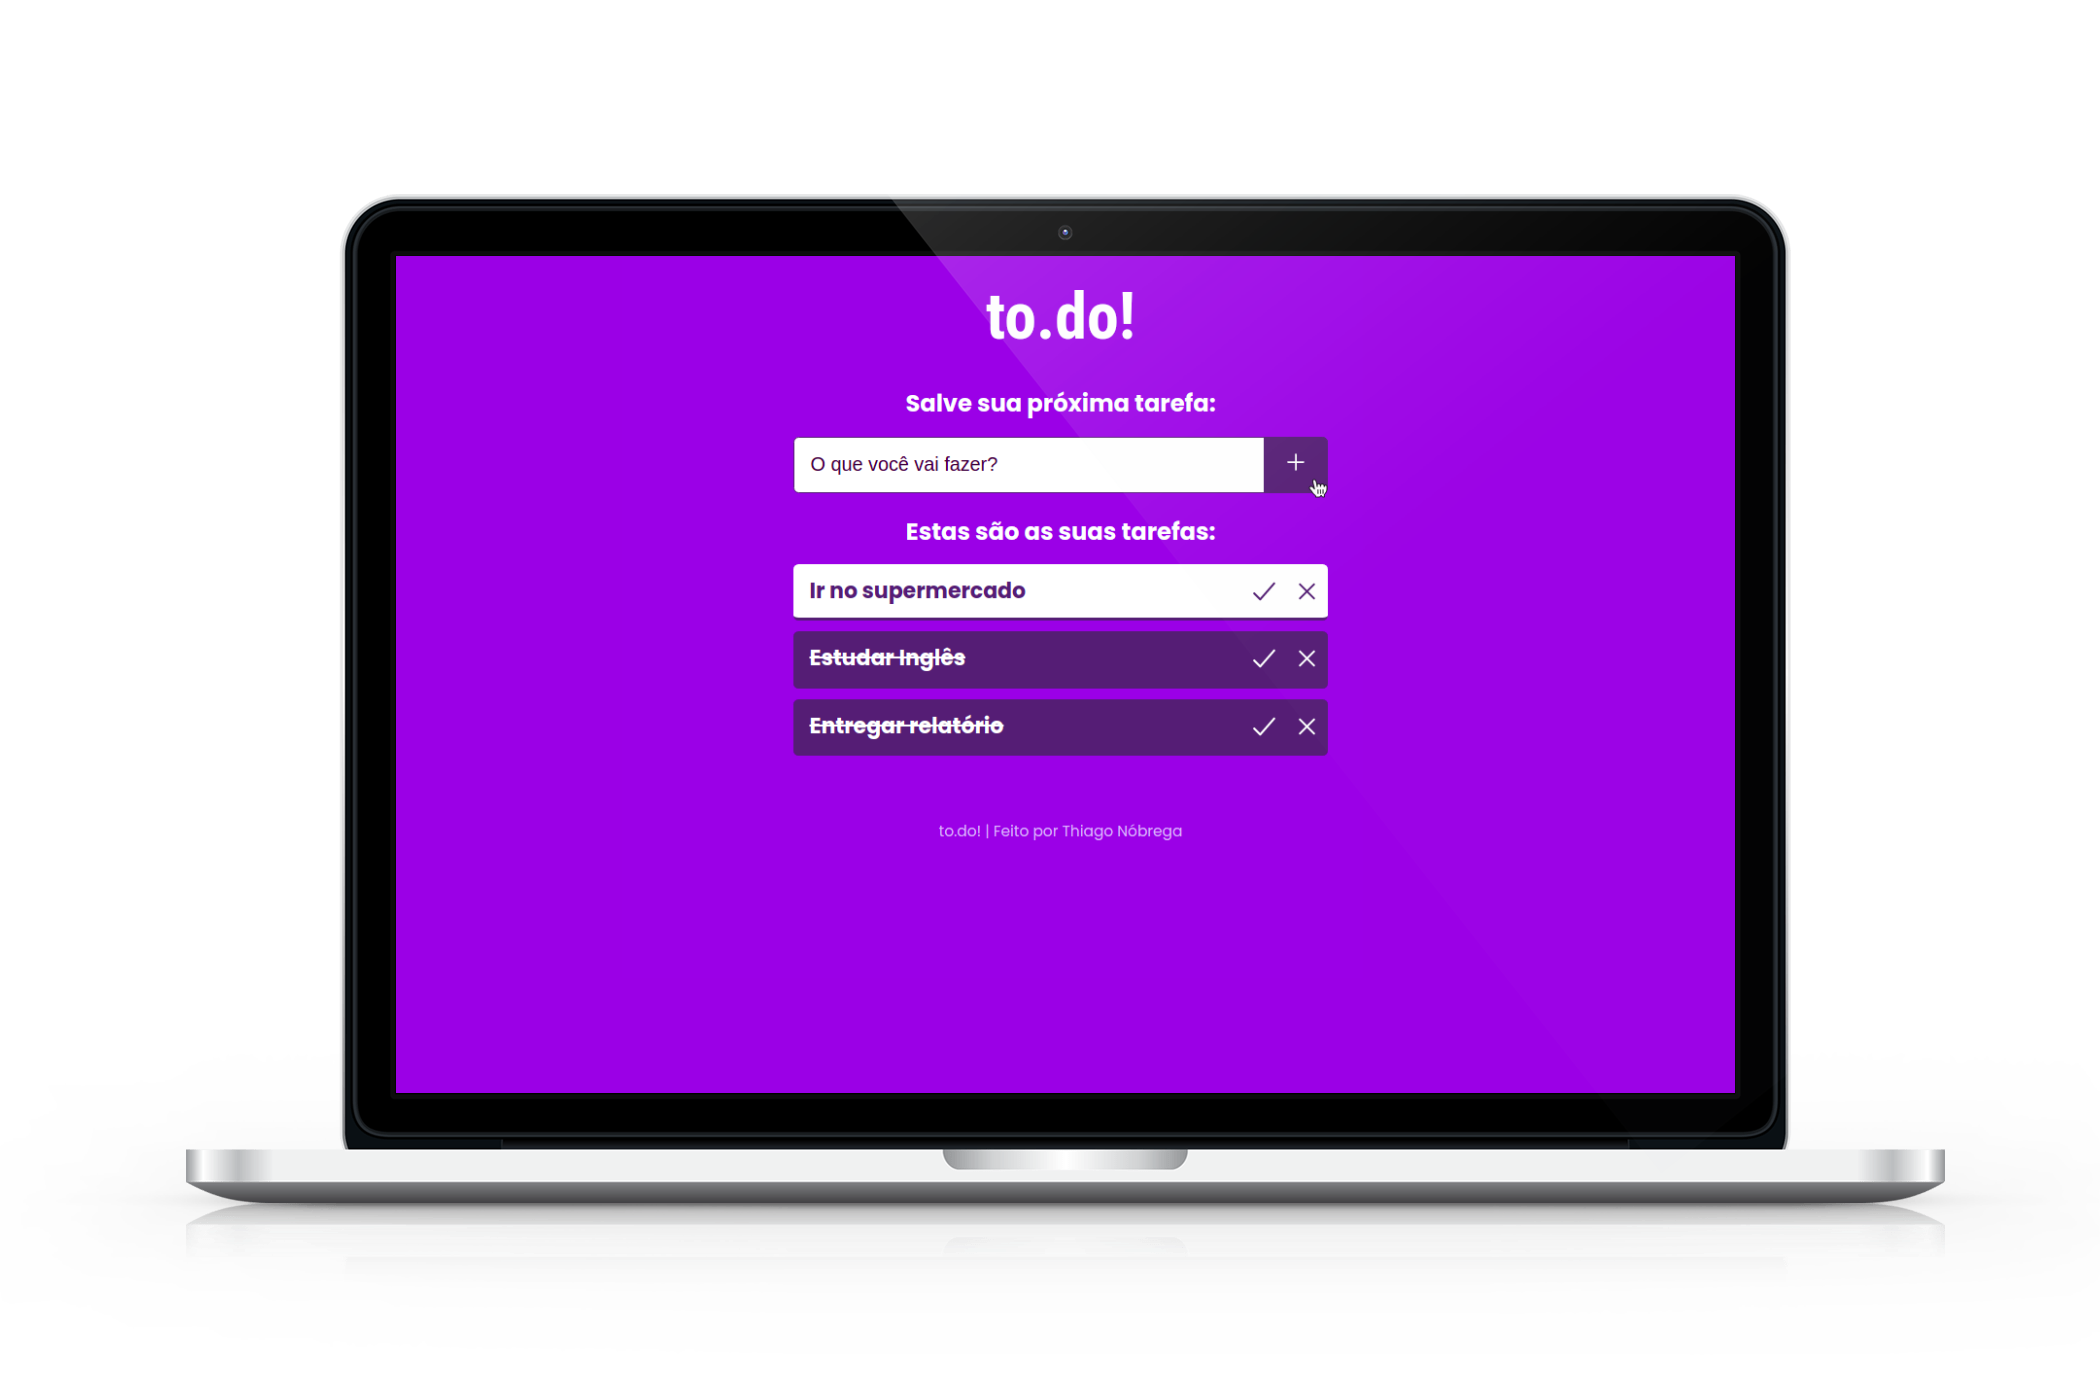 to.do!
Salve sua próxima tarefa:
O que você vai fazer?
Estas são as suas tarefas:
Ir no supermercado
Estudar Inglês
Entregar relatório
to.do! | Feito por Thiago Nóbrega